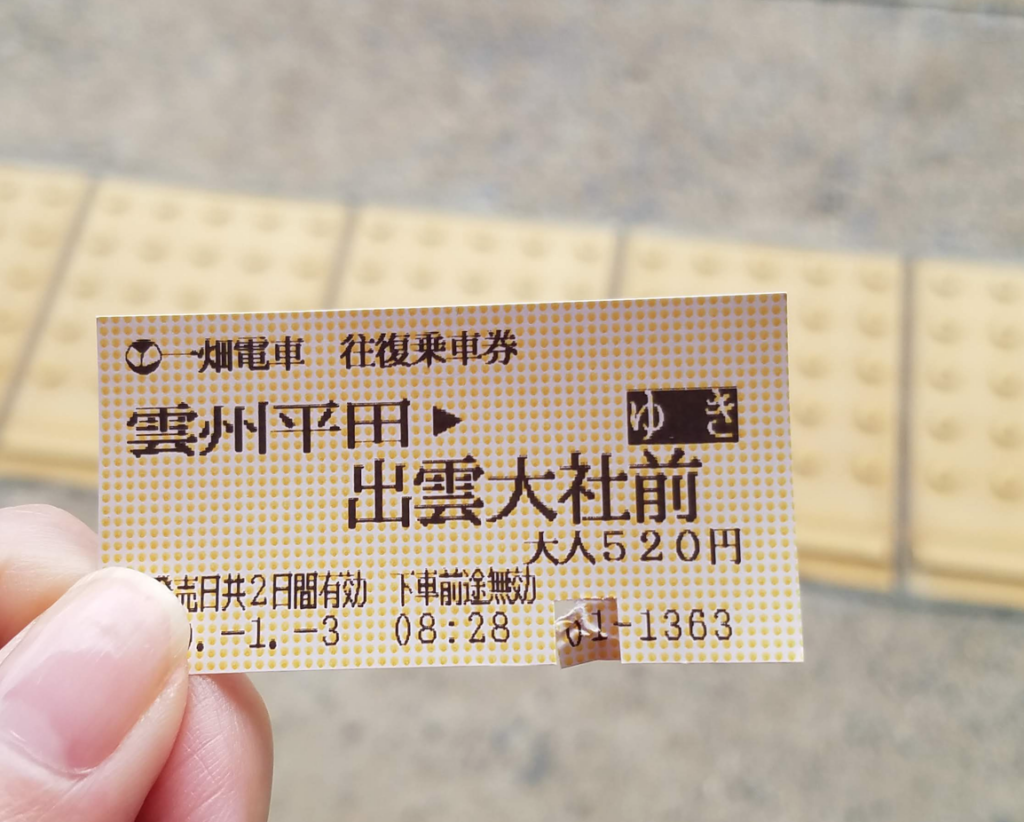 一畑電車 往復乗車券
雲州平田▶ ゆき
出雲大社前
大人520円
売日共2日間有効 下車前途無効
.-1.-3 08:28 01-1363